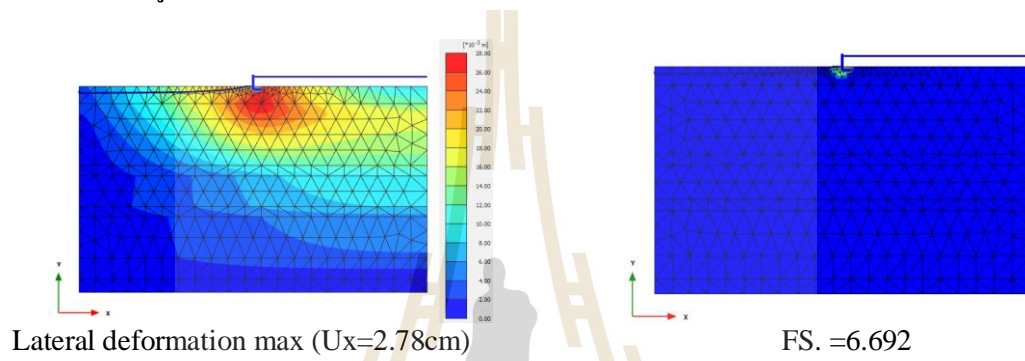 [*10⁻³ m]
28.00
26.00
24.00
22.00
20.00
18.00
16.00
14.00
12.00
10.00
8.00
6.00
4.00
2.00
0.00
Y
X
Y
X
Lateral deformation max (Ux=2.78cm)
FS. =6.692